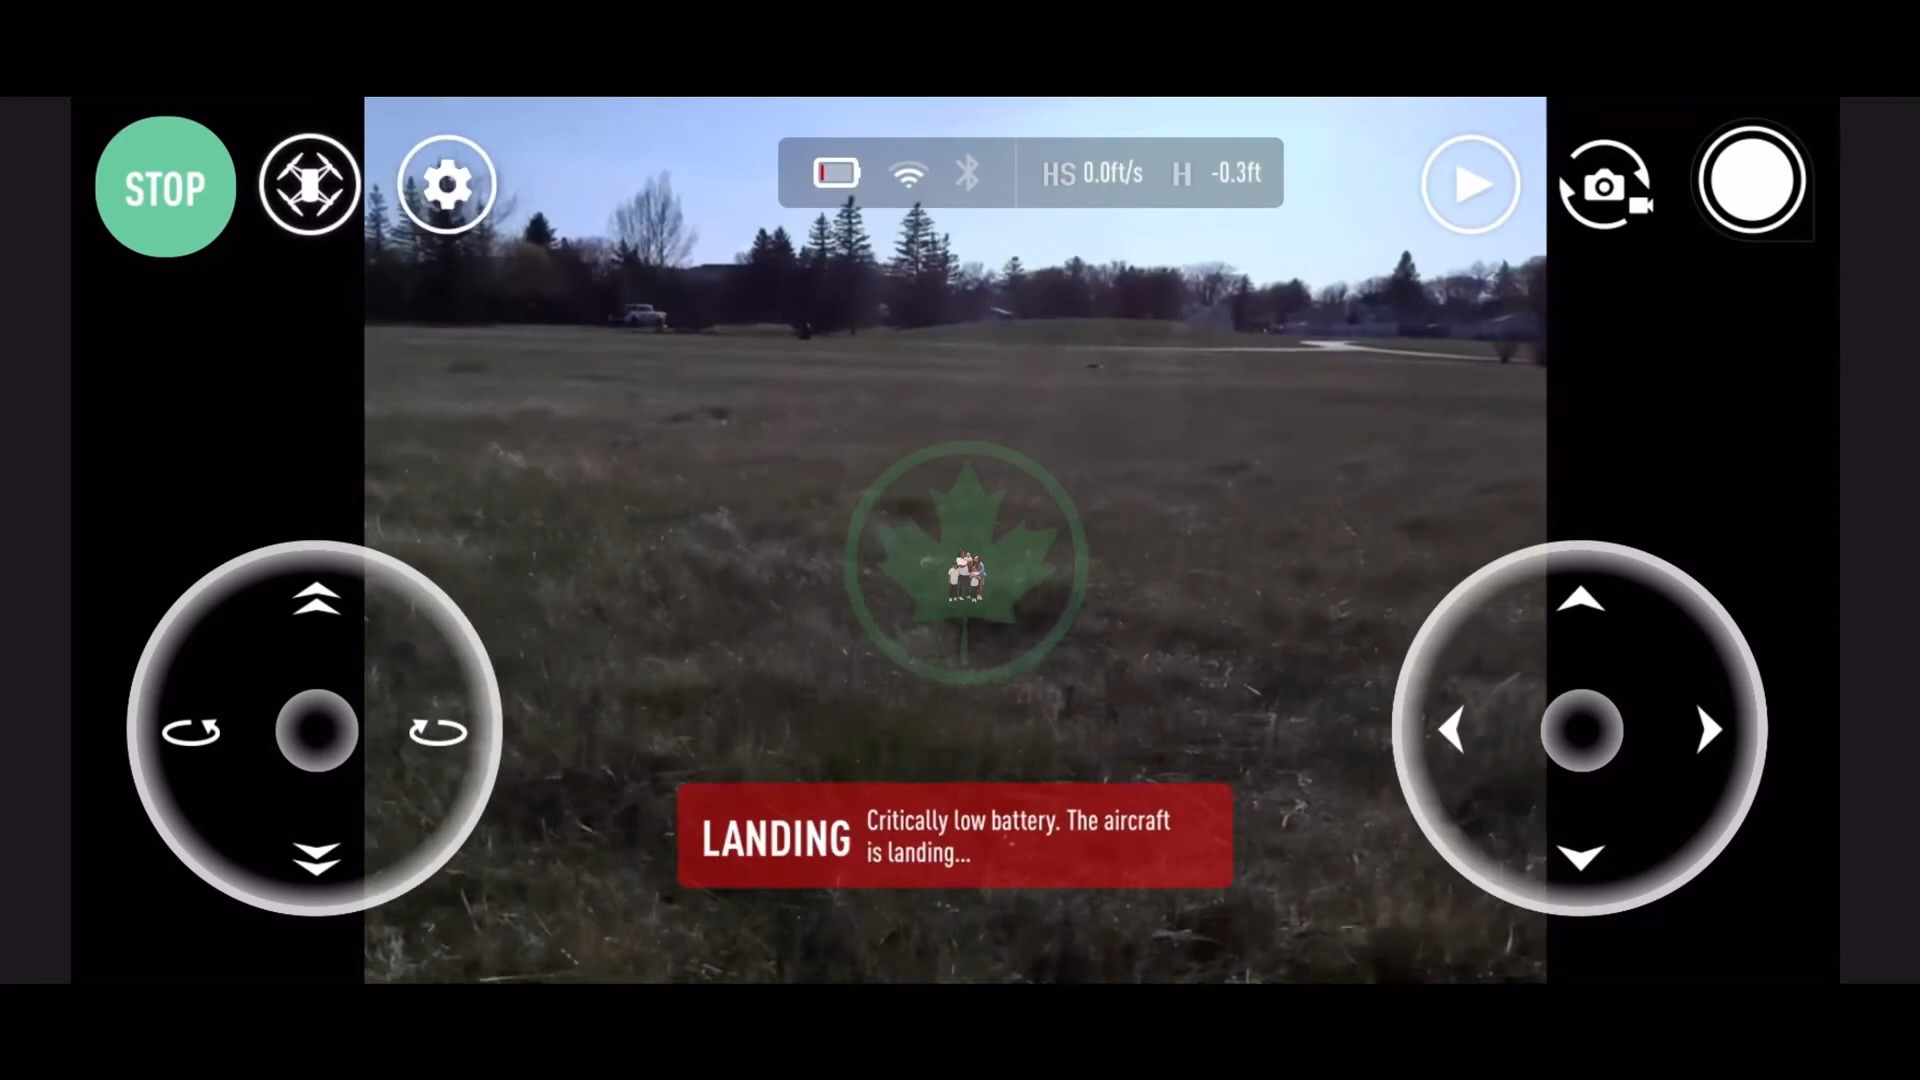 STOP
HS 0.0ft/s H -0.3ft
LANDING
Critically low battery. The aircraft
is landing...